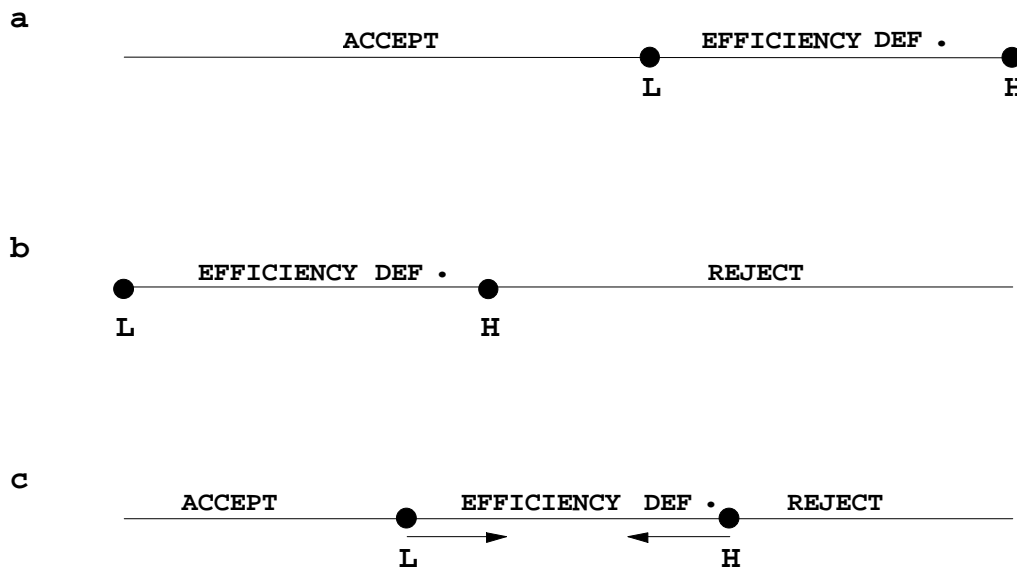 a
ACCEPT EFFICIENCY DEF .
L H
b
EFFICIENCY DEF . REJECT
L H
c
ACCEPT EFFICIENCY DEF . REJECT
L H